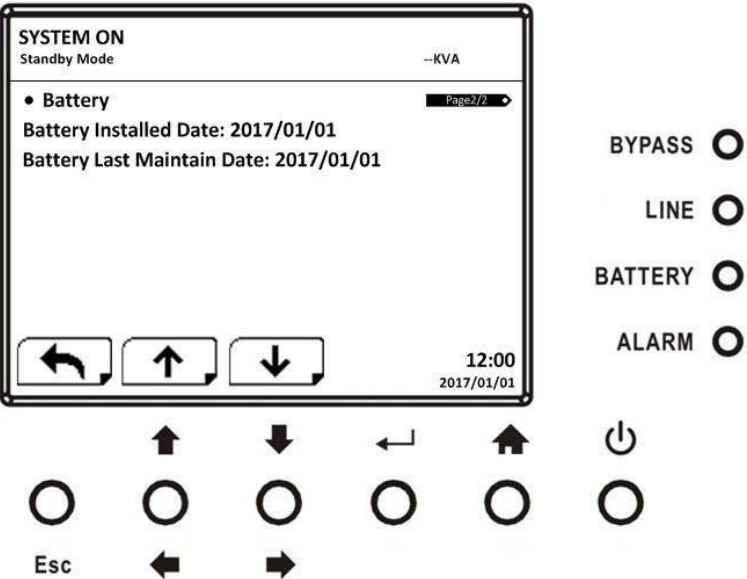 SYSTEM ON
Standby Mode --KVA
• Battery Page2/2
Battery Installed Date: 2017/01/01
Battery Last Maintain Date: 2017/01/01
12:00
2017/01/01
BYPASS
LINE
BATTERY
ALARM
Esc